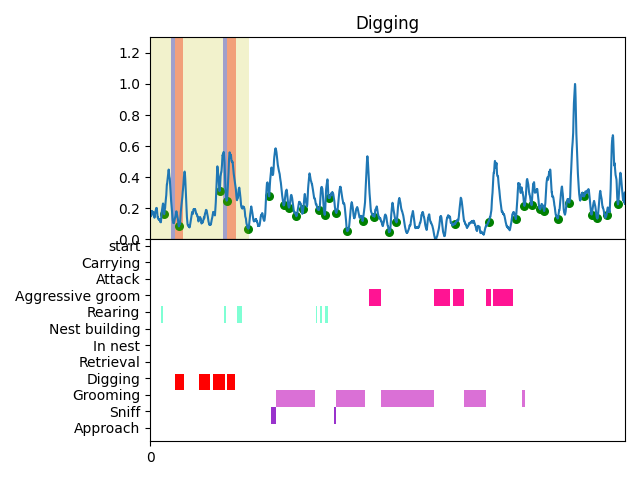 Digging
1.2
1.0
0.8
0.6
0.4
0.2
0.0
start
Carrying
Attack
Aggressive groom
Rearing
Nest building
In nest
Retrieval
Digging
Grooming
Sniff
Approach
0